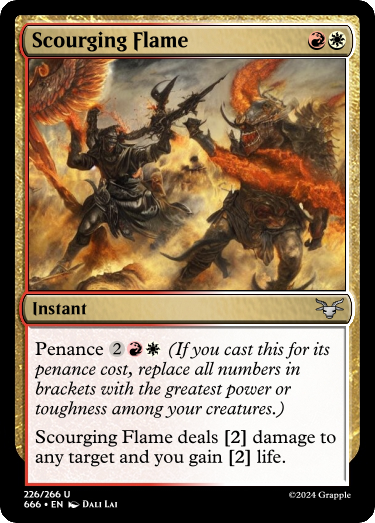 Scourging Flame
Instant
Penance 2 (If you cast this for its
penance cost, replace all numbers in
brackets with the greatest power or
toughness among your creatures.)
Scourging Flame deals [2] damage to
any target and you gain [2] life.
226/266 U
666 • EN Dali Lai
©2024 Grapple